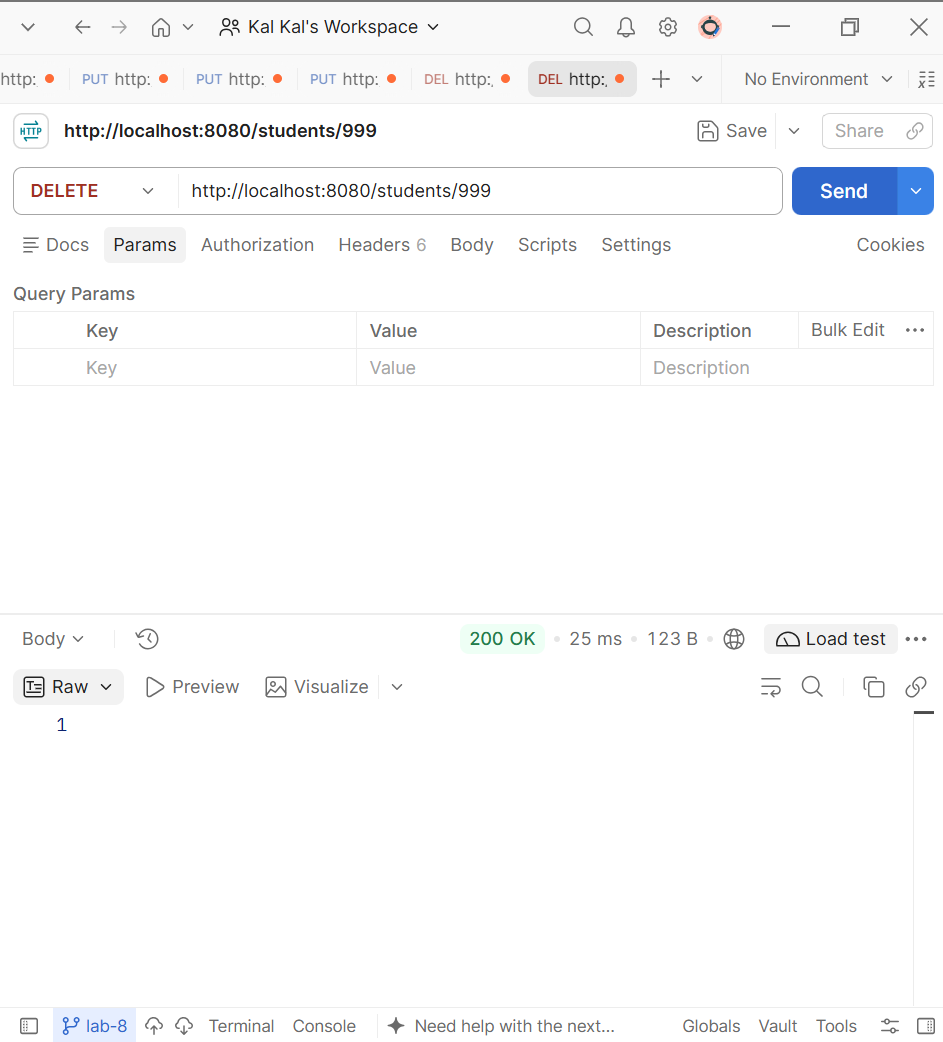 Kal Kal's Workspace
http: PUT http: PUT http: PUT http: DEL http:, DEL http:, No Environment
HTTP http://localhost:8080/students/999 Save Share
DELETE http://localhost:8080/students/999 Send
Docs Params Authorization Headers 6 Body Scripts Settings Cookies
Query Params
Key Value Description Bulk Edit
Key Value Description
Body 200 OK • 25 ms • 123 B • Load test
Raw Preview Visualize
1
lab-8 Terminal Console Need help with the next... Globals Vault Tools